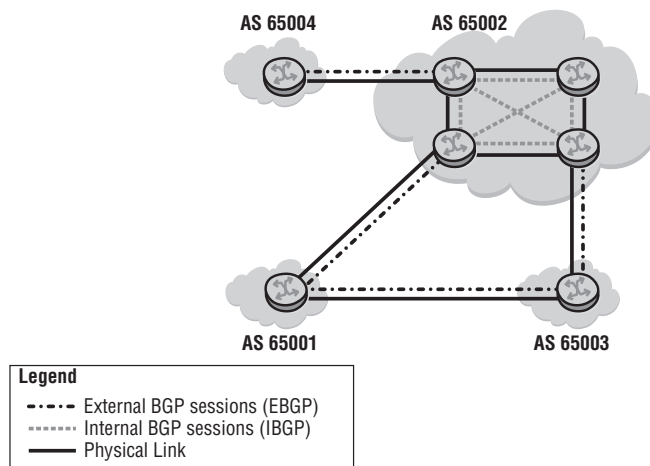 AS 65004
AS 65002
AS 65001
AS 65003
Legend
External BGP sessions (EBGP)
Internal BGP sessions (IBGP)
Physical Link